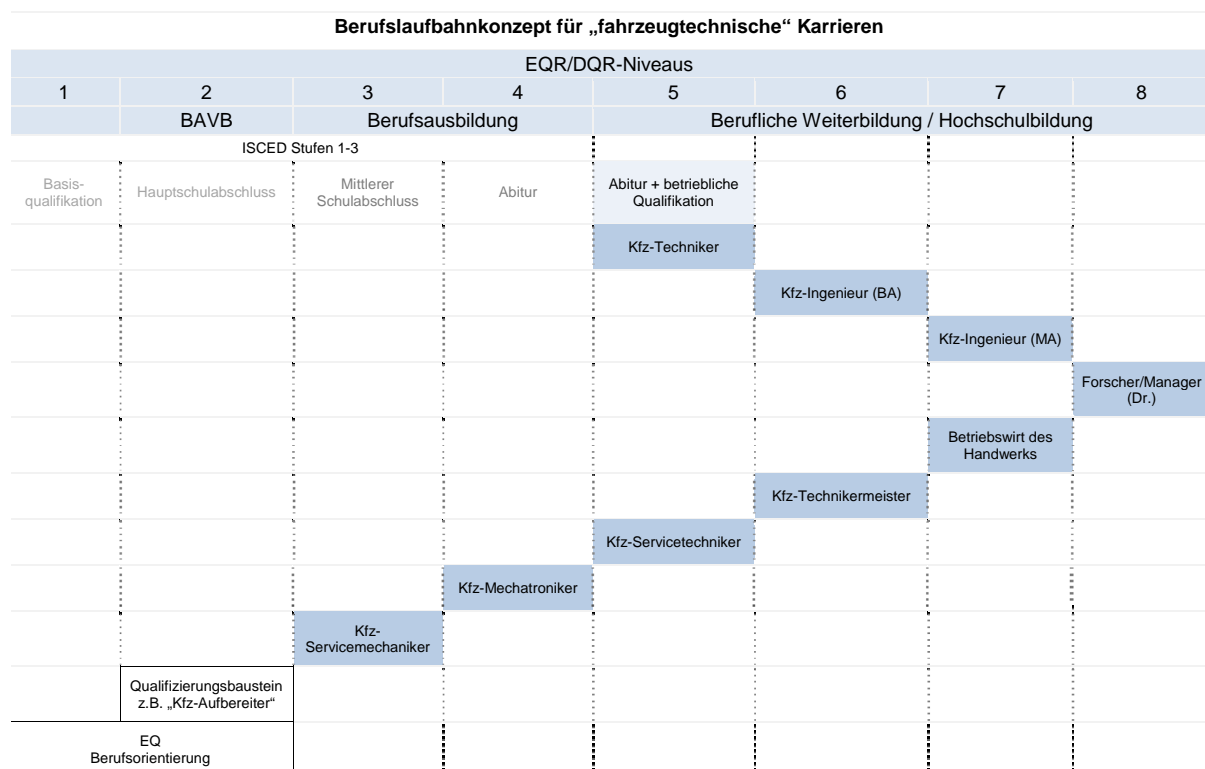 Berufslaufbahnkonzept für „fahrzeugtechnische“ Karrieren
EQR/DQR-Niveaus
1 2 3 4 5 6 7 8
BAVB Berufsausbildung Berufliche Weiterbildung / Hochschulbildung
ISCED Stufen 1-3
Basis-
qualifikation
Hauptschulabschluss
Mittlerer
Schulabschluss
Abitur
Abitur + betriebliche
Qualifikation
Kfz-Techniker
Kfz-Ingenieur (BA)
Kfz-Ingenieur (MA)
Forscher/Manager
(Dr.)
Betriebswirt des
Handwerks
Kfz-Technikermeister
Kfz-Servicetechniker
Kfz-Mechatroniker
Kfz-
Servicemechaniker
Qualifizierungsbaustein
z.B. „Kfz-Aufbereiter“
EQ
Berufsorientierung